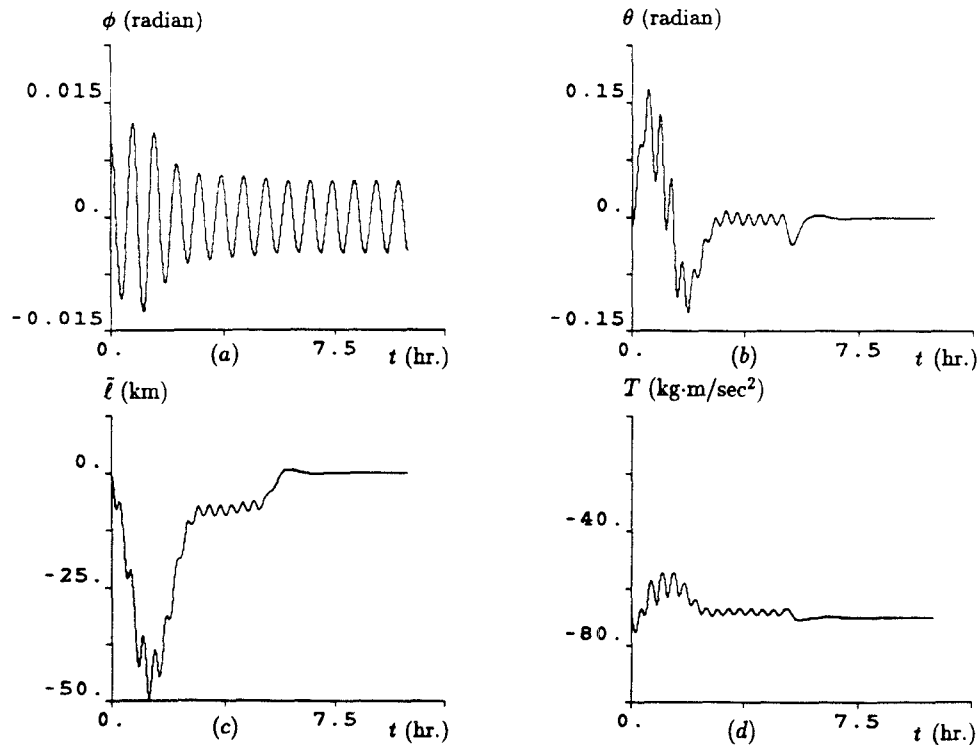 ϕ (radian)
0.015
0.
-0.015
0.
(a)
7.5
t (hr.)
θ (radian)
0.15
0.
-0.15
0.
(b)
7.5
t (hr.)
ℓ̃ (km)
0.
-25.
-50.
0.
(c)
7.5
t (hr.)
T (kg·m/sec²)
-40.
-80.
0.
(d)
7.5
t (hr.)